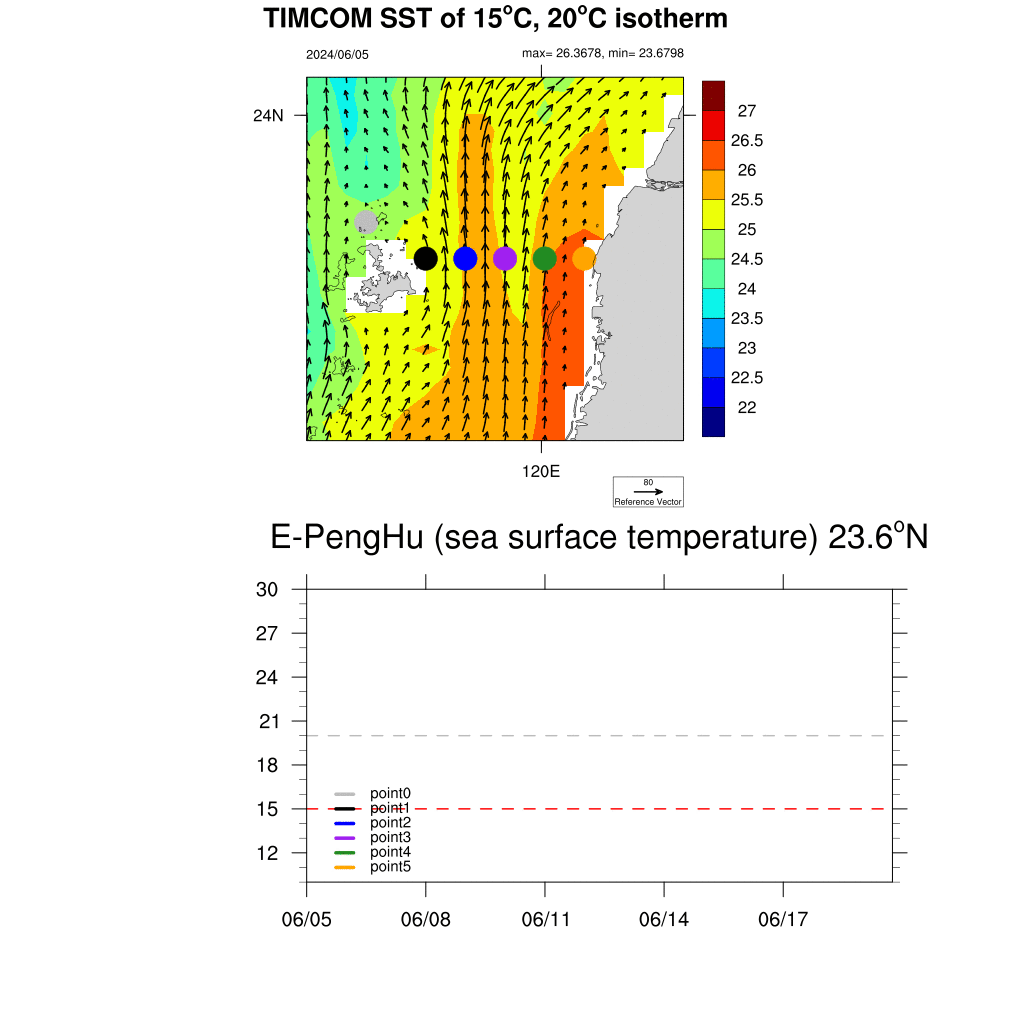 TIMCOM SST of 15°C, 20°C isotherm
2024/06/05
max= 26.3678, min= 23.6798
24N
120E
27
26.5
26
25.5
25
24.5
24
23.5
23
22.5
22
80
Reference Vector
E-PengHu (sea surface temperature) 23.6°N
30
27
24
21
18
15
12
point0
point1
point2
point3
point4
point5
06/05
06/08
06/11
06/14
06/17